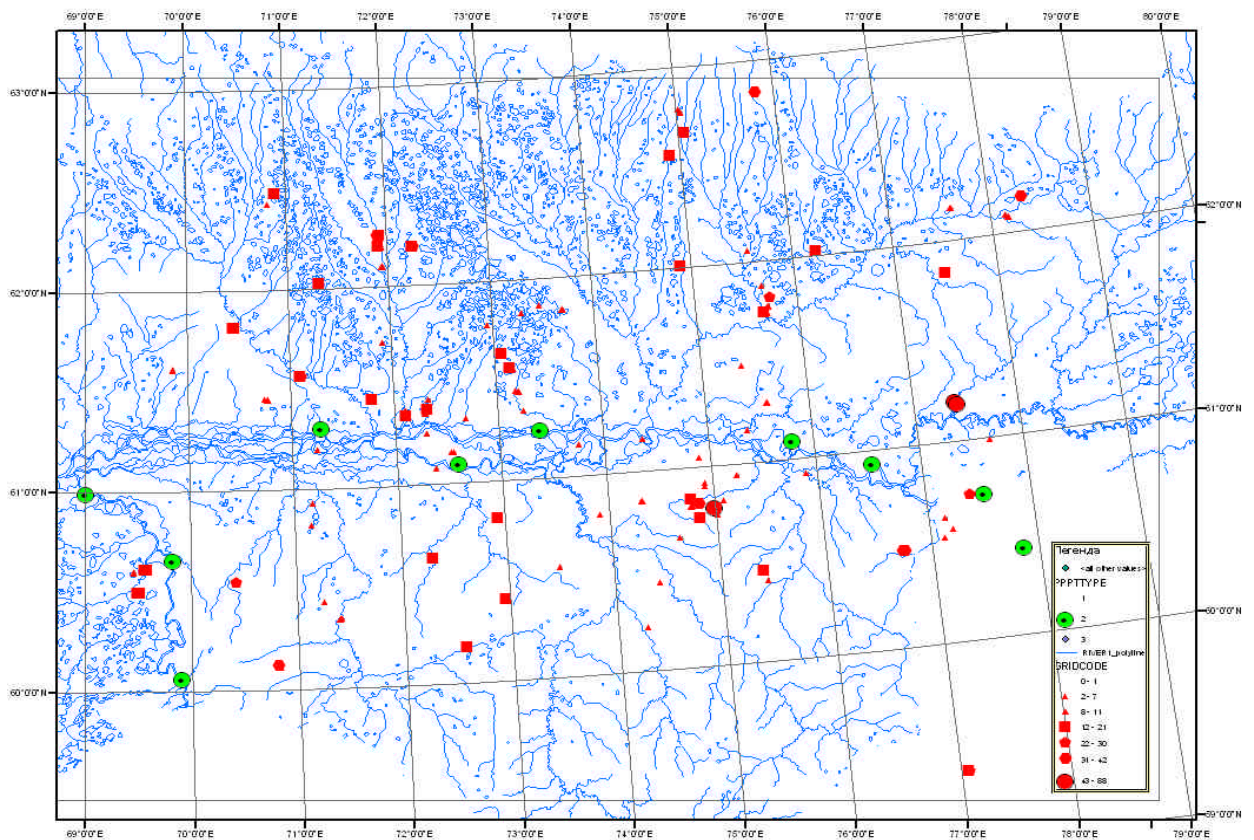 69°0'0"E 70°0'0"E 71°0'0"E 72°0'0"E 73°0'0"E 74°0'0"E 75°0'0"E 76°0'0"E 77°0'0"E 78°0'0"E 79°0'0"E 80°0'0"E
63°0'0"N
62°0'0"N
62°0'0"N
61°0'0"N
61°0'0"N
60°0'0"N
60°0'0"N
Легенда
<all other values>
PPPTTYPE
1
2
3
RIVER1_polyline
GRIDCODE
0 - 1
2 - 7
8 - 11
12 - 21
22 - 30
31 - 42
43 - 88
69°0'0"E 70°0'0"E 71°0'0"E 72°0'0"E 73°0'0"E 74°0'0"E 75°0'0"E 76°0'0"E 77°0'0"E 78°0'0"E 79°0'0"E